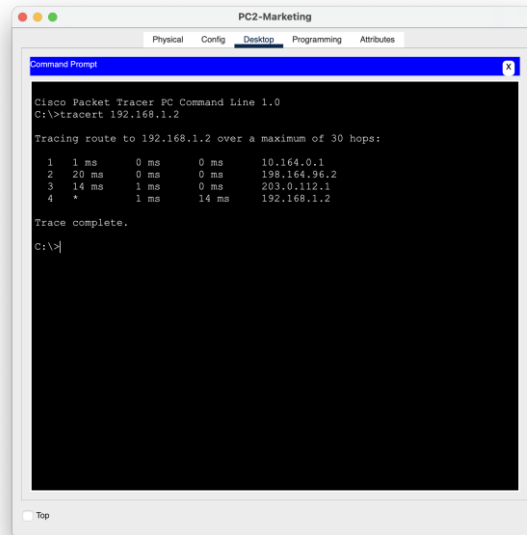 PC2-Marketing
Physical Config Desktop Programming Attributes
Command Prompt X
Cisco Packet Tracer PC Command Line 1.0
C:\>tracert 192.168.1.2
Tracing route to 192.168.1.2 over a maximum of 30 hops:
1 1 ms 0 ms 0 ms 10.164.0.1
2 20 ms 0 ms 0 ms 198.164.96.2
3 14 ms 1 ms 0 ms 203.0.112.1
4 * 1 ms 14 ms 192.168.1.2
Trace complete.
C:\>
Top